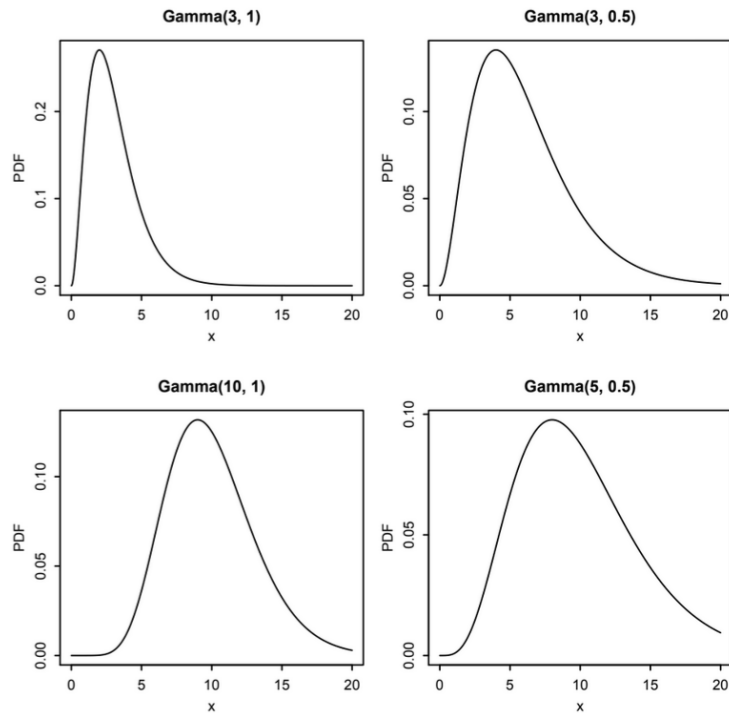 Gamma(3, 1)
PDF
0.2
0.1
0.0
0 5 10 15 20
x
Gamma(3, 0.5)
PDF
0.10
0.05
0.00
0 5 10 15 20
x
Gamma(10, 1)
PDF
0.10
0.05
0.00
0 5 10 15 20
x
Gamma(5, 0.5)
PDF
0.10
0.05
0.00
0 5 10 15 20
x